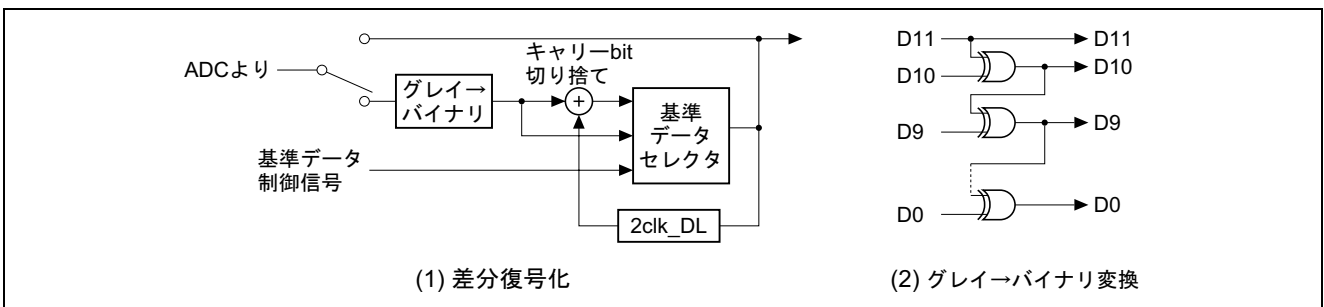 ADCより
グレイ→
バイナリ
キャリーbit
切り捨て
+
基準
データ
セレクタ
基準データ
制御信号
2clk_DL
(1) 差分復号化
D11
D11
D10
D10
D9
D9
D0
D0
(2) グレイ→バイナリ変換